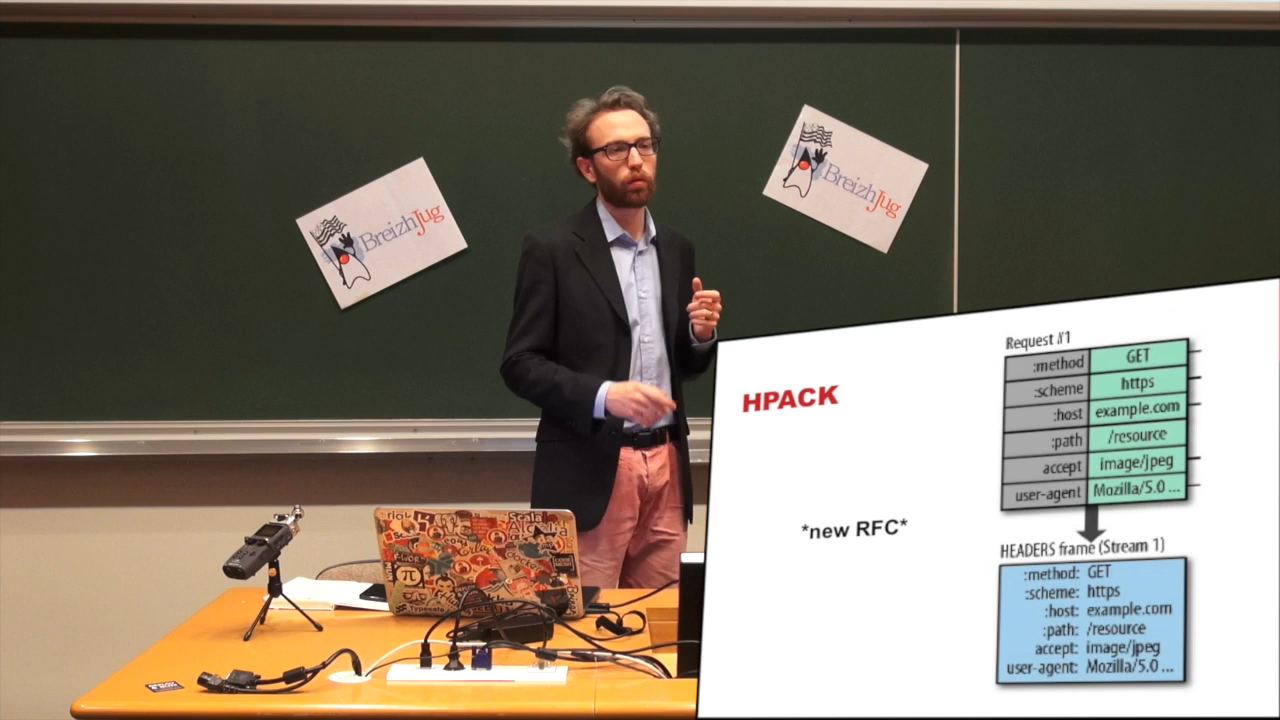 BreizhJug
BreizhJug
HPACK
*new RFC*
Request #1
:method GET
:scheme https
:host example.com
:path /resource
accept image/jpeg
user-agent Mozilla/5.0 ...
HEADERS frame (Stream 1)
:method: GET
:scheme: https
:host: example.com
:path: /resource
accept: image/jpeg
user-agent: Mozilla/5.0 ...
Scala
π
Typesafe